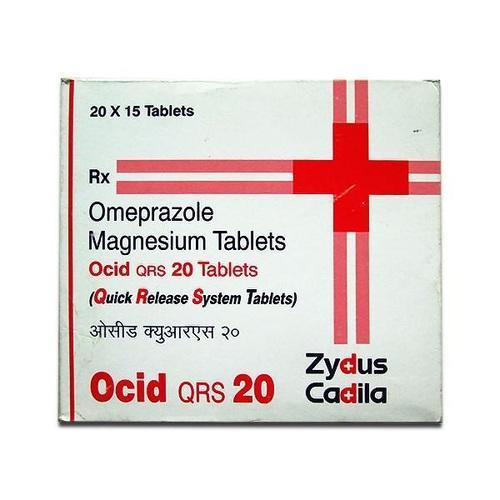 20 X 15 Tablets
Rx
Omeprazole
Magnesium Tablets
Ocid QRS 20 Tablets
(Quick Release System Tablets)
ओसीड क्युआरएस २०
Ocid QRS 20
Zydus
Cadila